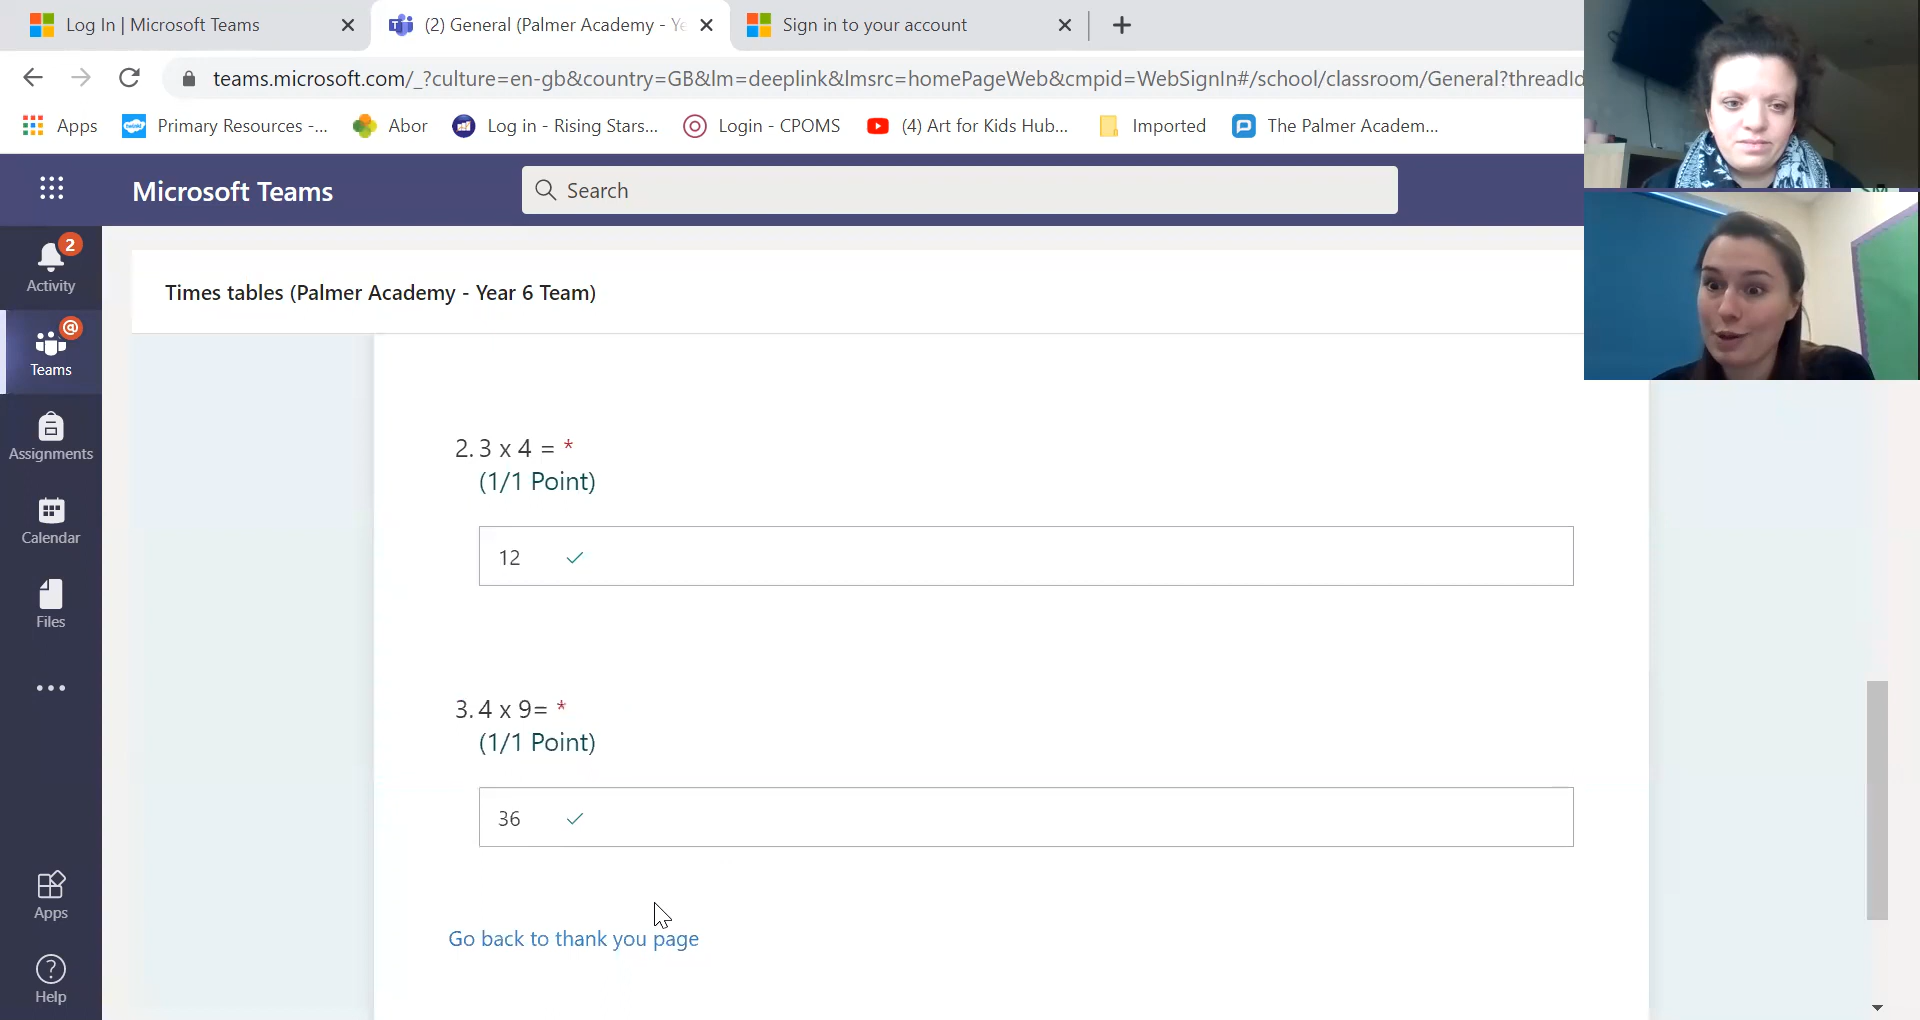 Log In | Microsoft Teams
(2) General (Palmer Academy - Ye
Sign in to your account
teams.microsoft.com/_?culture=en-gb&country=GB&lm=deeplink&lmsrc=homePageWeb&cmpid=WebSignIn#/school/classroom/General?threadId
Apps
Primary Resources -...
Abor
Log in - Rising Stars...
Login - CPOMS
(4) Art for Kids Hub...
Imported
The Palmer Academ...
Microsoft Teams
Search
2
Activity
Times tables (Palmer Academy - Year 6 Team)
@
Teams
Assignments
2. 3 x 4 = *
(1/1 Point)
Calendar
12
Files
3. 4 x 9= *
(1/1 Point)
36
Apps
Go back to thank you page
Help